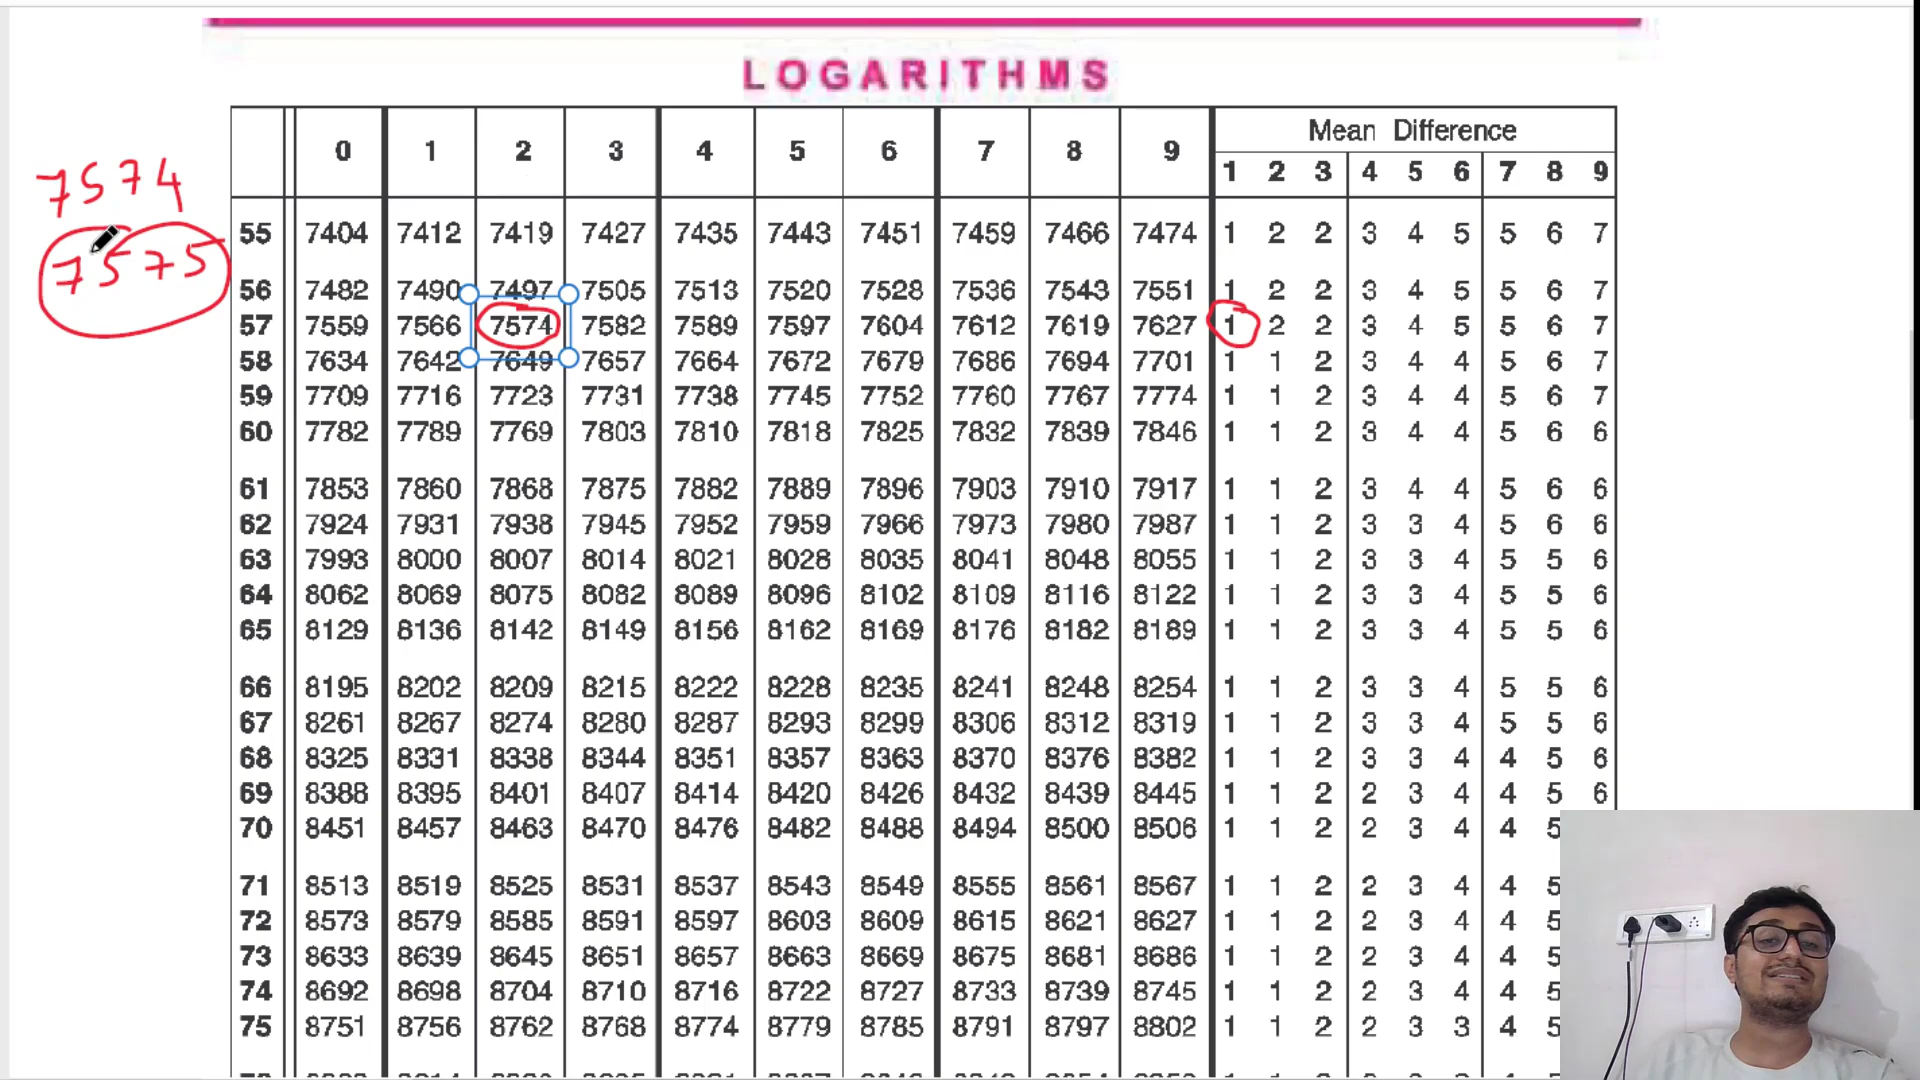 LOGARITHMS
0 1 2 3 4 5 6 7 8 9 Mean Difference
1 2 3 4 5 6 7 8 9
7574
7575
55 7404 7412 7419 7427 7435 7443 7451 7459 7466 7474 1 2 2 3 4 5 5 6 7
56 7482 7490 7497 7505 7513 7520 7528 7536 7543 7551 1 2 2 3 4 5 5 6 7
57 7559 7566 7574 7582 7589 7597 7604 7612 7619 7627 1 2 2 3 4 5 5 6 7
58 7634 7642 7649 7657 7664 7672 7679 7686 7694 7701 1 1 2 3 4 4 5 6 7
59 7709 7716 7723 7731 7738 7745 7752 7760 7767 7774 1 1 2 3 4 4 5 6 7
60 7782 7789 7769 7803 7810 7818 7825 7832 7839 7846 1 1 2 3 4 4 5 6 6
61 7853 7860 7868 7875 7882 7889 7896 7903 7910 7917 1 1 2 3 4 4 5 6 6
62 7924 7931 7938 7945 7952 7959 7966 7973 7980 7987 1 1 2 3 3 4 5 6 6
63 7993 8000 8007 8014 8021 8028 8035 8041 8048 8055 1 1 2 3 3 4 5 5 6
64 8062 8069 8075 8082 8089 8096 8102 8109 8116 8122 1 1 2 3 3 4 5 5 6
65 8129 8136 8142 8149 8156 8162 8169 8176 8182 8189 1 1 2 3 3 4 5 5 6
66 8195 8202 8209 8215 8222 8228 8235 8241 8248 8254 1 1 2 3 3 4 5 5 6
67 8261 8267 8274 8280 8287 8293 8299 8306 8312 8319 1 1 2 3 3 4 5 5 6
68 8325 8331 8338 8344 8351 8357 8363 8370 8376 8382 1 1 2 3 3 4 4 5 6
69 8388 8395 8401 8407 8414 8420 8426 8432 8439 8445 1 1 2 2 3 4 4 5 6
70 8451 8457 8463 8470 8476 8482 8488 8494 8500 8506 1 1 2 2 3 4 4 5
71 8513 8519 8525 8531 8537 8543 8549 8555 8561 8567 1 1 2 2 3 4 4 5
72 8573 8579 8585 8591 8597 8603 8609 8615 8621 8627 1 1 2 2 3 4 4 5
73 8633 8639 8645 8651 8657 8663 8669 8675 8681 8686 1 1 2 2 3 4 4 5
74 8692 8698 8704 8710 8716 8722 8727 8733 8739 8745 1 1 2 2 3 4 4 5
75 8751 8756 8762 8768 8774 8779 8785 8791 8797 8802 1 1 2 2 3 3 4 5